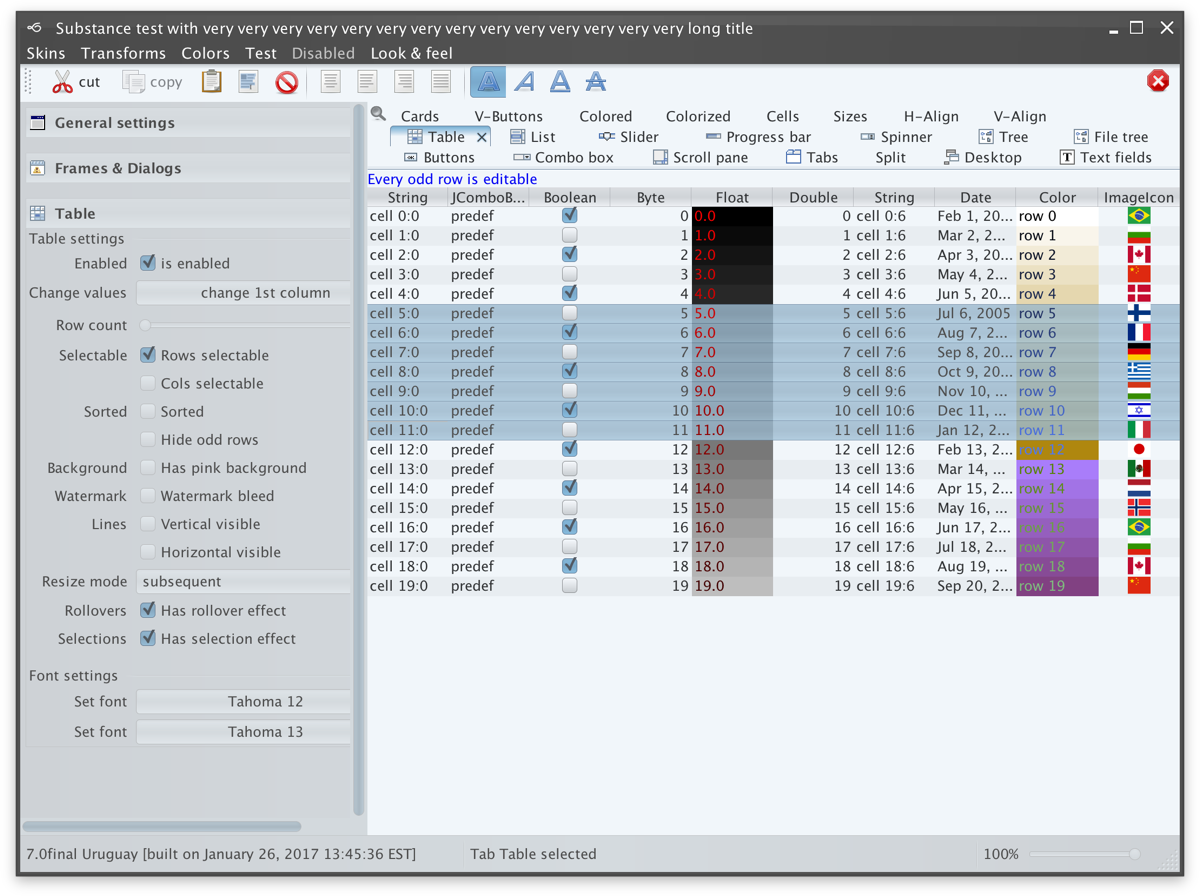 Substance test with very very very very very very very very very very very very very very long title
Skins Transforms Colors Test Disabled Look & feel
cut copy A A A A
Cards V-Buttons Colored Colorized Cells Sizes H-Align V-Align
Table List Slider Progress bar Spinner Tree File tree
Buttons Combo box Scroll pane Tabs Split Desktop Text fields
General settings
Frames & Dialogs
Table
Table settings
Enabled is enabled
Change values change 1st column
Row count
Selectable Rows selectable
Cols selectable
Sorted Sorted
Hide odd rows
Background Has pink background
Watermark Watermark bleed
Lines Vertical visible
Horizontal visible
Resize mode subsequent
Rollovers Has rollover effect
Selections Has selection effect
Font settings
Set font Tahoma 12
Set font Tahoma 13
Every odd row is editable
String JComboB... Boolean Byte Float Double String Date Color ImageIcon
cell 0:0 predef 0 0.0 0 cell 0:6 Feb 1, 20... row 0
cell 1:0 predef 1 1.0 1 cell 1:6 Mar 2, 2... row 1
cell 2:0 predef 2 2.0 2 cell 2:6 Apr 3, 20... row 2
cell 3:0 predef 3 3.0 3 cell 3:6 May 4, 2... row 3
cell 4:0 predef 4 4.0 4 cell 4:6 Jun 5, 20... row 4
cell 5:0 predef 5 5.0 5 cell 5:6 Jul 6, 2005 row 5
cell 6:0 predef 6 6.0 6 cell 6:6 Aug 7, 2... row 6
cell 7:0 predef 7 7.0 7 cell 7:6 Sep 8, 20... row 7
cell 8:0 predef 8 8.0 8 cell 8:6 Oct 9, 20... row 8
cell 9:0 predef 9 9.0 9 cell 9:6 Nov 10, ... row 9
cell 10:0 predef 10 10.0 10 cell 10:6 Dec 11, ... row 10
cell 11:0 predef 11 11.0 11 cell 11:6 Jan 12, 2... row 11
cell 12:0 predef 12 12.0 12 cell 12:6 Feb 13, 2... row 12
cell 13:0 predef 13 13.0 13 cell 13:6 Mar 14, ... row 13
cell 14:0 predef 14 14.0 14 cell 14:6 Apr 15, 2... row 14
cell 15:0 predef 15 15.0 15 cell 15:6 May 16, ... row 15
cell 16:0 predef 16 16.0 16 cell 16:6 Jun 17, 2... row 16
cell 17:0 predef 17 17.0 17 cell 17:6 Jul 18, 2... row 17
cell 18:0 predef 18 18.0 18 cell 18:6 Aug 19, ... row 18
cell 19:0 predef 19 19.0 19 cell 19:6 Sep 20, 2... row 19
7.0final Uruguay [built on January 26, 2017 13:45:36 EST] Tab Table selected 100%